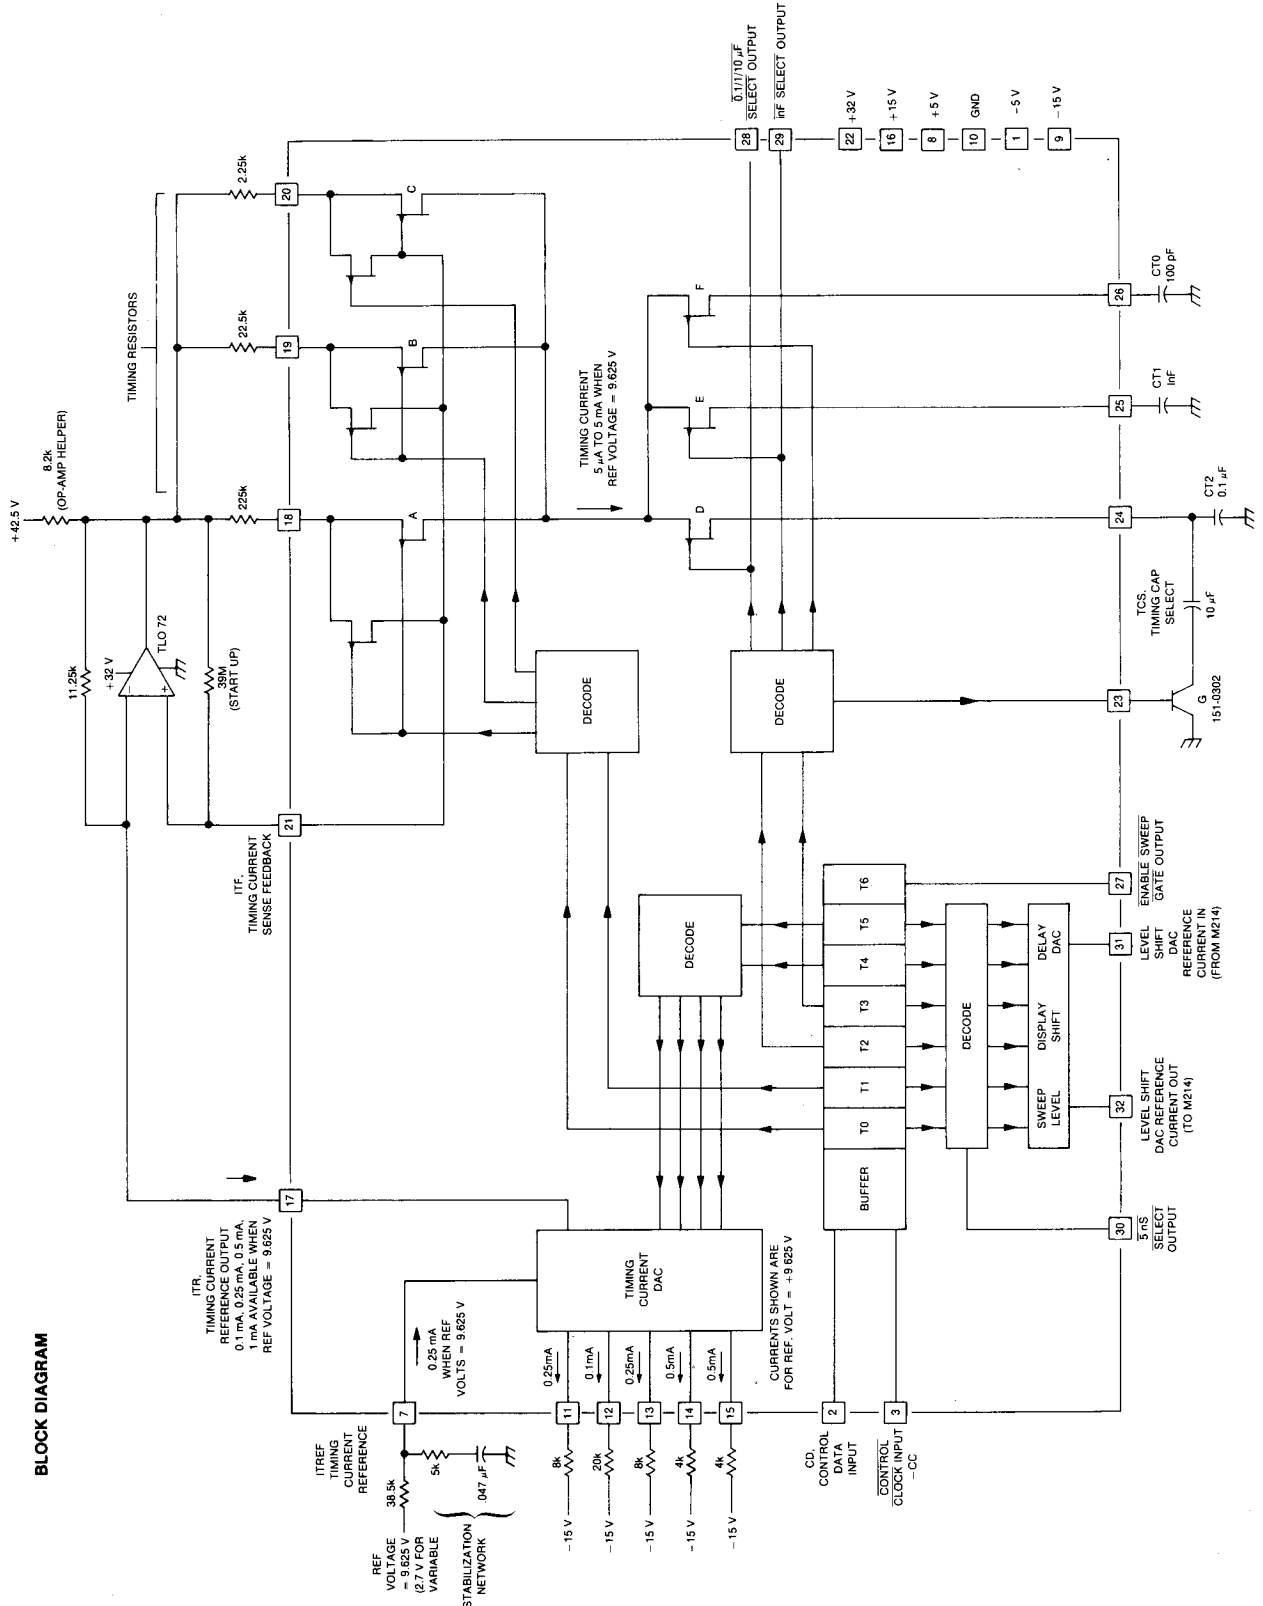 BLOCK DIAGRAM
+42.5 V
8.2k
(OP-AMP HELPER)
TIMING RESISTORS
11.25k
+32 V
−
+
TLO 72
39M
(START UP)
225k
22.5k
2.25k
18
19
20
21
ITF,
TIMING CURRENT
SENSE FEEDBACK
A
B
C
DECODE
TIMING CURRENT
5 µA TO 5 mA WHEN
REF VOLTAGE = 9.625 V
D
E
F
0.1/1/10 µF
SELECT OUTPUT
28
29
InF SELECT OUTPUT
22
+32 V
16
+15 V
8
+5 V
10
GND
1
−5 V
9
−15 V
DECODE
24
25
26
CT2
0.1 µF
CT1
InF
CT0
100 pF
TCS,
TIMING CAP
SELECT
10 µF
23
G
151-0302
17
ITR,
TIMING CURRENT
REFERENCE OUTPUT
0.1 mA, 0.25 mA, 0.5 mA,
1 mA AVAILABLE WHEN
REF VOLTAGE = 9.625 V
DECODE
TIMING
CURRENT
DAC
CURRENTS SHOWN ARE
FOR REF. VOLT = +9.625 V
0.25 mA
WHEN REF
VOLTS = 9.625 V
7
ITREF
TIMING
CURRENT
REFERENCE
38.5k
5k
.047 µF
REF
VOLTAGE
= 9.625 V
(2.7 V FOR
VARIABLE
STABILIZATION
NETWORK
−15 V
8k
11
0.25mA
−15 V
20k
12
0.1mA
−15 V
8k
13
0.25mA
−15 V
4k
14
0.5mA
−15 V
4k
15
0.5mA
CD,
CONTROL
DATA
INPUT
2
CONTROL
CLOCK INPUT
−CC
3
BUFFER
T0
T1
T2
T3
T4
T5
T6
DECODE
SWEEP
LEVEL
DISPLAY
SHIFT
DELAY
DAC
30
5 nS
SELECT
OUTPUT
32
LEVEL SHIFT
DAC REFERENCE
CURRENT OUT
(TO M214)
31
LEVEL
SHIFT
DAC
REFERENCE
CURRENT IN
(FROM M214)
27
ENABLE SWEEP
GATE OUTPUT